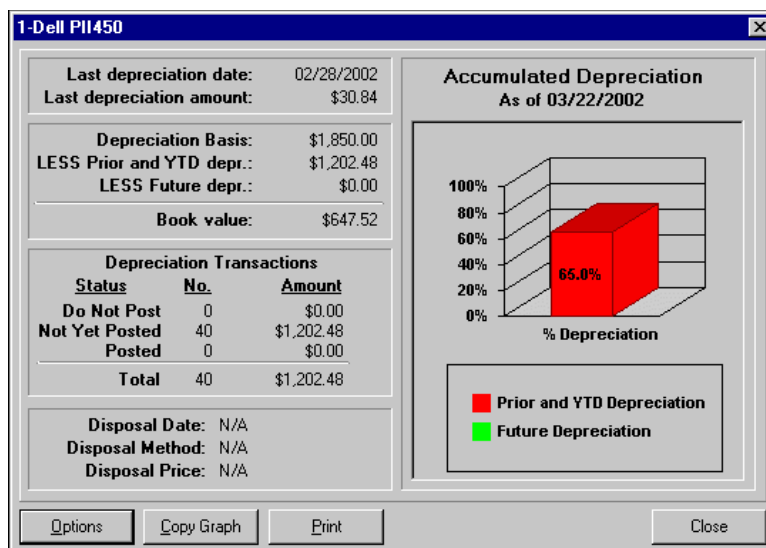 1-Dell PII450
Last depreciation date: 02/28/2002
Last depreciation amount: $30.84
Depreciation Basis: $1,850.00
LESS Prior and YTD depr.: $1,202.48
LESS Future depr.: $0.00
Book value: $647.52
Depreciation Transactions
Status No. Amount
Do Not Post 0 $0.00
Not Yet Posted 40 $1,202.48
Posted 0 $0.00
Total 40 $1,202.48
Disposal Date: N/A
Disposal Method: N/A
Disposal Price: N/A
Accumulated Depreciation
As of 03/22/2002
100%
80%
60%
40%
20%
0%
65.0%
% Depreciation
Prior and YTD Depreciation
Future Depreciation
Options Copy Graph Print Close